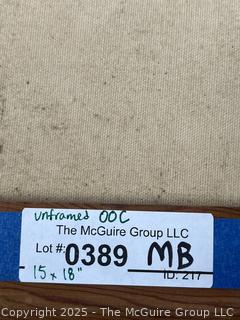 unframed OOC
The McGuire Group LLC
Lot #: 0389 MB
15 x 18" ID: 217
Copyright 2025 - The McGuire Group LLC